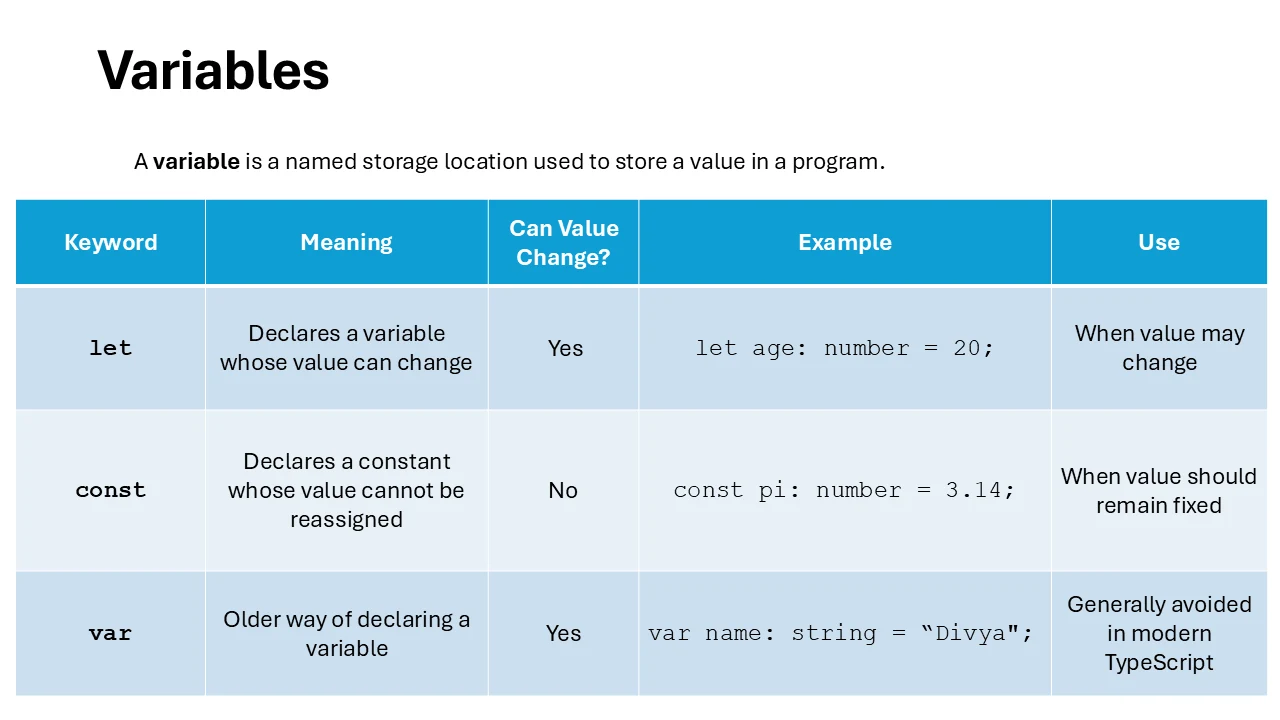 Variables
A variable is a named storage location used to store a value in a program.
Keyword
Meaning
Can Value
Change?
Example
Use
let
Declares a variable
whose value can change
Yes
let age: number = 20;
When value may
change
const
Declares a constant
whose value cannot be
reassigned
No
const pi: number = 3.14;
When value should
remain fixed
var
Older way of declaring a
variable
Yes
var name: string = “Divya";
Generally avoided
in modern
TypeScript